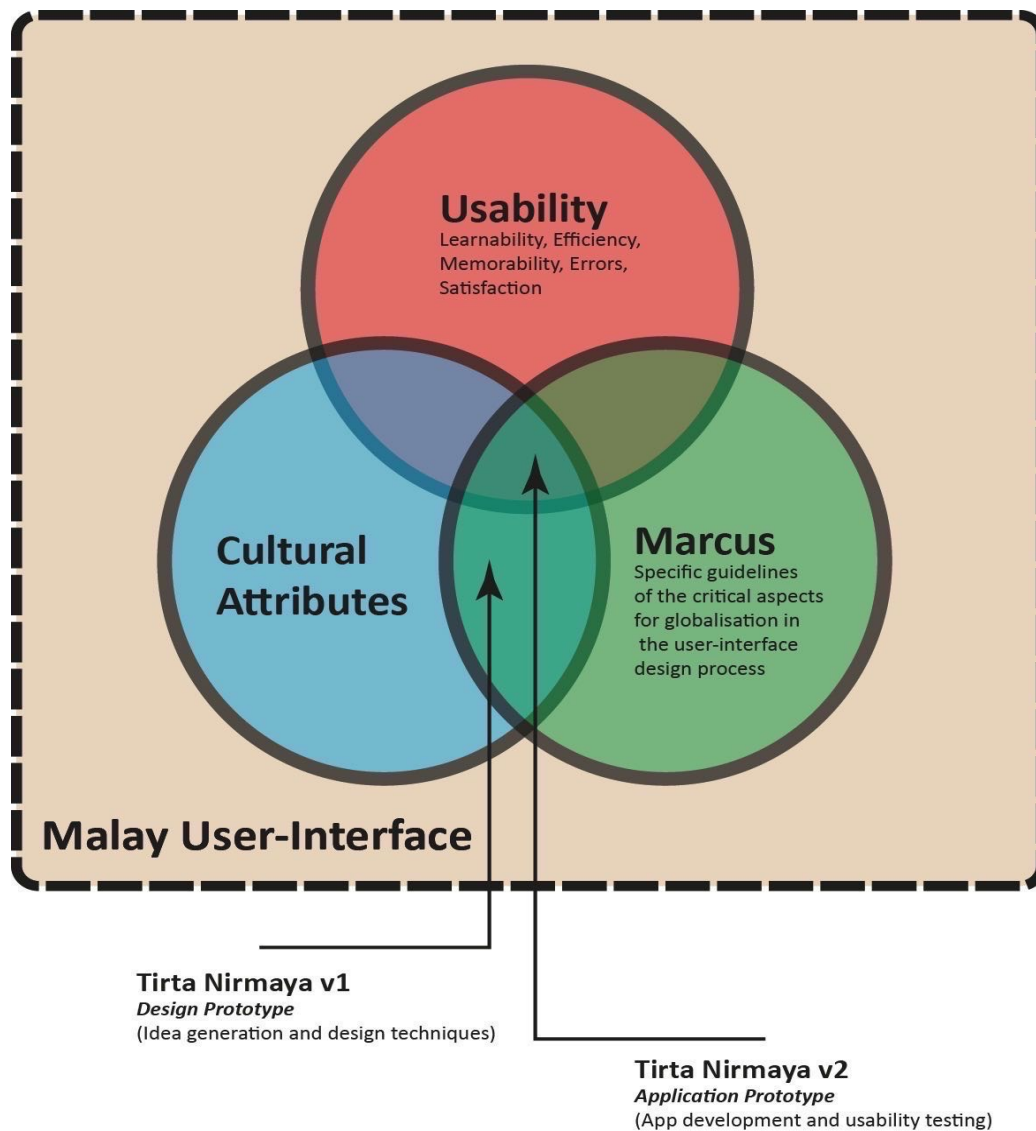 Usability
Learnability, Efficiency,
Memorability, Errors,
Satisfaction
Cultural
Attributes
Marcus
Specific guidelines
of the critical aspects
for globalisation in
the user-interface
design process
Malay User-Interface
Tirta Nirmaya v1
Design Prototype
(Idea generation and design techniques)
Tirta Nirmaya v2
Application Prototype
(App development and usability testing)